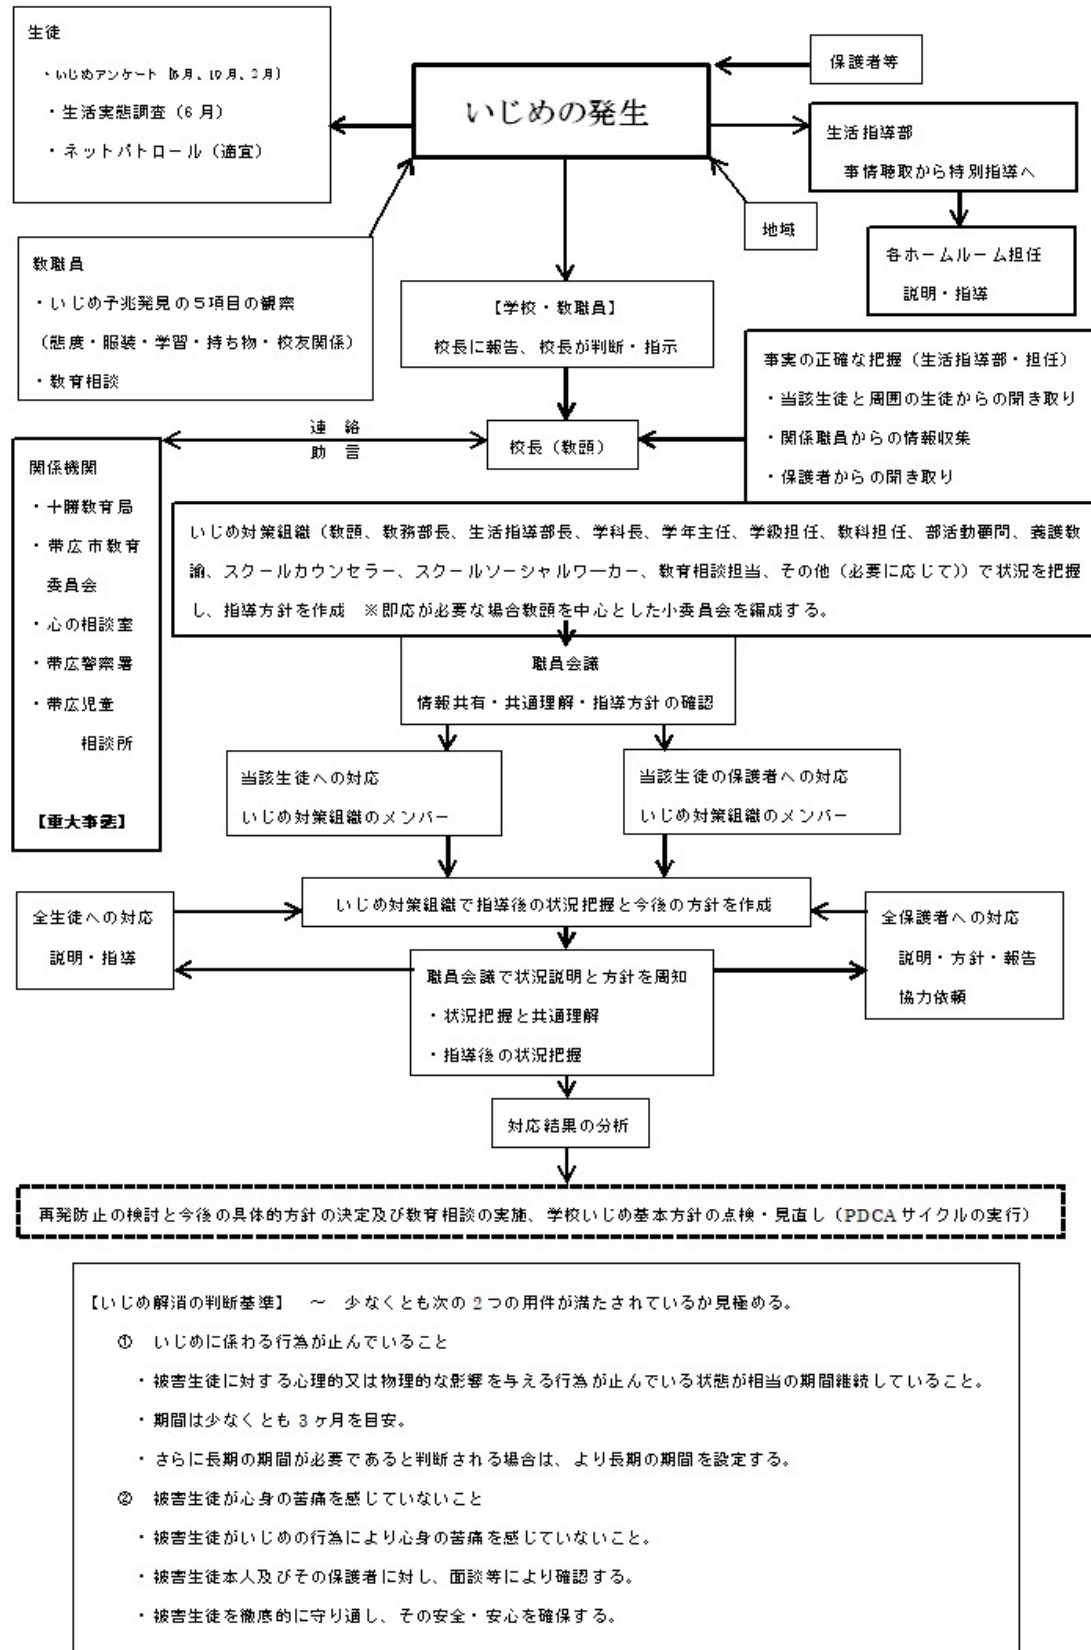 生徒
・いじめアンケート〔5月、10月、2月〕
・生活実態調査（6月）
・ネットパトロール（適宜）
いじめの発生
保護者等
生活指導部
事情聴取から特別指導へ
地域
各ホームルーム担任
説明・指導
教職員
・いじめ予兆発見の５項目の観察
（態度・服装・学習・持ち物・校友関係）
・教育相談
【学校・教職員】
校長に報告、校長が判断・指示
事実の正確な把握（生活指導部・担任）
・当該生徒と周囲の生徒からの聞き取り
・関係職員からの情報収集
・保護者からの聞き取り
連　絡
助　言
校長（教頭）
関係機関
・十勝教育局
・帯広市教育
委員会
・心の相談室
・帯広警察署
・帯広児童
相談所
【重大事態】
いじめ対策組織（教頭、教務部長、生活指導部長、学科長、学年主任、学級担任、教科担任、部活動顧問、養護教
諭、スクールカウンセラー、スクールソーシャルワーカー、教育相談担当、その他（必要に応じて））で状況を把握
し、指導方針を作成　※即応が必要な場合教頭を中心とした小委員会を編成する。
職員会議
情報共有・共通理解・指導方針の確認
当該生徒への対応
いじめ対策組織のメンバー
当該生徒の保護者への対応
いじめ対策組織のメンバー
いじめ対策組織で指導後の状況把握と今後の方針を作成
全生徒への対応
説明・指導
全保護者への対応
説明・方針・報告
協力依頼
職員会議で状況説明と方針を周知
・状況把握と共通理解
・指導後の状況把握
対応結果の分析
再発防止の検討と今後の具体的方針の決定及び教育相談の実施、学校いじめ基本方針の点検・見直し（PDCAサイクルの実行）
【いじめ解消の判断基準】　～　少なくとも次の2つの用件が満たされているか見極める。
①　いじめに係わる行為が止んでいること
・被害生徒に対する心理的又は物理的な影響を与える行為が止んでいる状態が相当の期間継続していること。
・期間は少なくとも3ヶ月を目安。
・さらに長期の期間が必要であると判断される場合は、より長期の期間を設定する。
②　被害生徒が心身の苦痛を感じていないこと
・被害生徒がいじめの行為により心身の苦痛を感じていないこと。
・被害生徒本人及びその保護者に対し、面談等により確認する。
・被害生徒を徹底的に守り通し、その安全・安心を確保する。